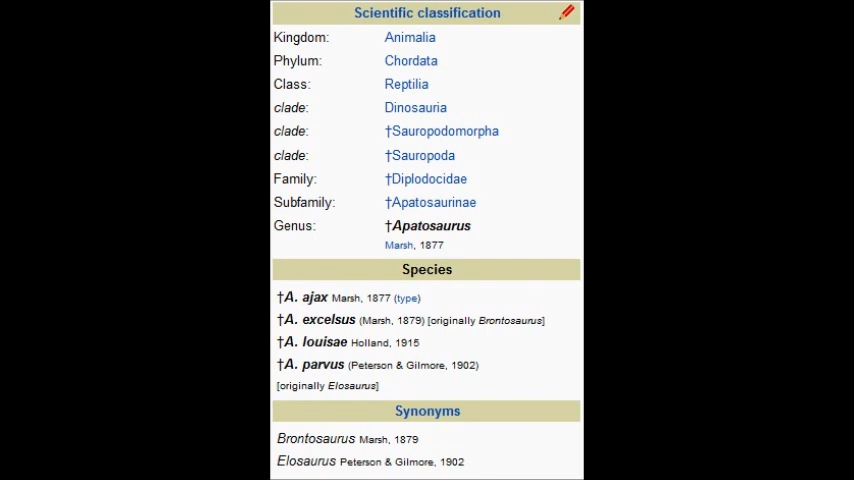 Scientific classification
Kingdom: Animalia
Phylum: Chordata
Class: Reptilia
clade: Dinosauria
clade: †Sauropodomorpha
clade: †Sauropoda
Family: †Diplodocidae
Subfamily: †Apatosaurinae
Genus: †Apatosaurus
Marsh, 1877
Species
†A. ajax Marsh, 1877 (type)
†A. excelsus (Marsh, 1879) [originally Brontosaurus]
†A. louisae Holland, 1915
†A. parvus (Peterson & Gilmore, 1902)
[originally Elosaurus]
Synonyms
Brontosaurus Marsh, 1879
Elosaurus Peterson & Gilmore, 1902